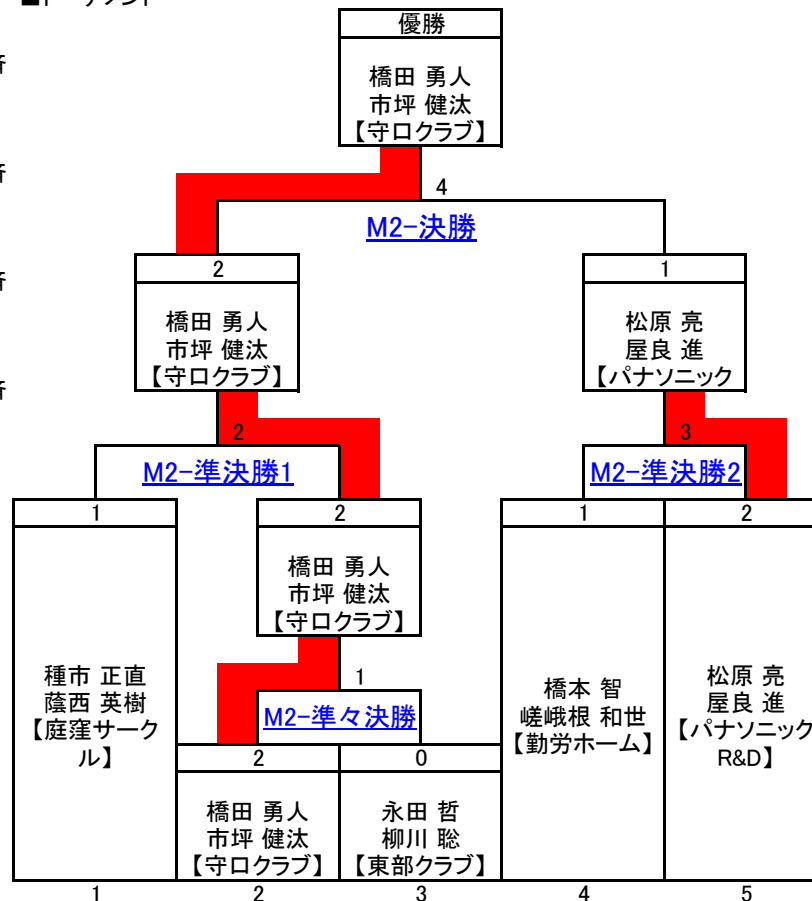 ■トーナメント
優勝
橋田 勇人
市坪 健汰
【守口クラブ】
済
済
済
済
4
M2-決勝
2
橋田 勇人
市坪 健汰
【守口クラブ】
1
松原 亮
屋良 進
【パナソニック
2
M2-準決勝1
3
M2-準決勝2
1
種市 正直
蔭西 英樹
【庭窪サーク
ル】
2
橋田 勇人
市坪 健汰
【守口クラブ】
1
橋本 智
嵯峨根 和世
【勤労ホーム】
2
松原 亮
屋良 進
【パナソニック
R&D】
1
M2-準々決勝
2
橋田 勇人
市坪 健汰
【守口クラブ】
0
永田 哲
柳川 聡
【東部クラブ】
1
2
3
4
5